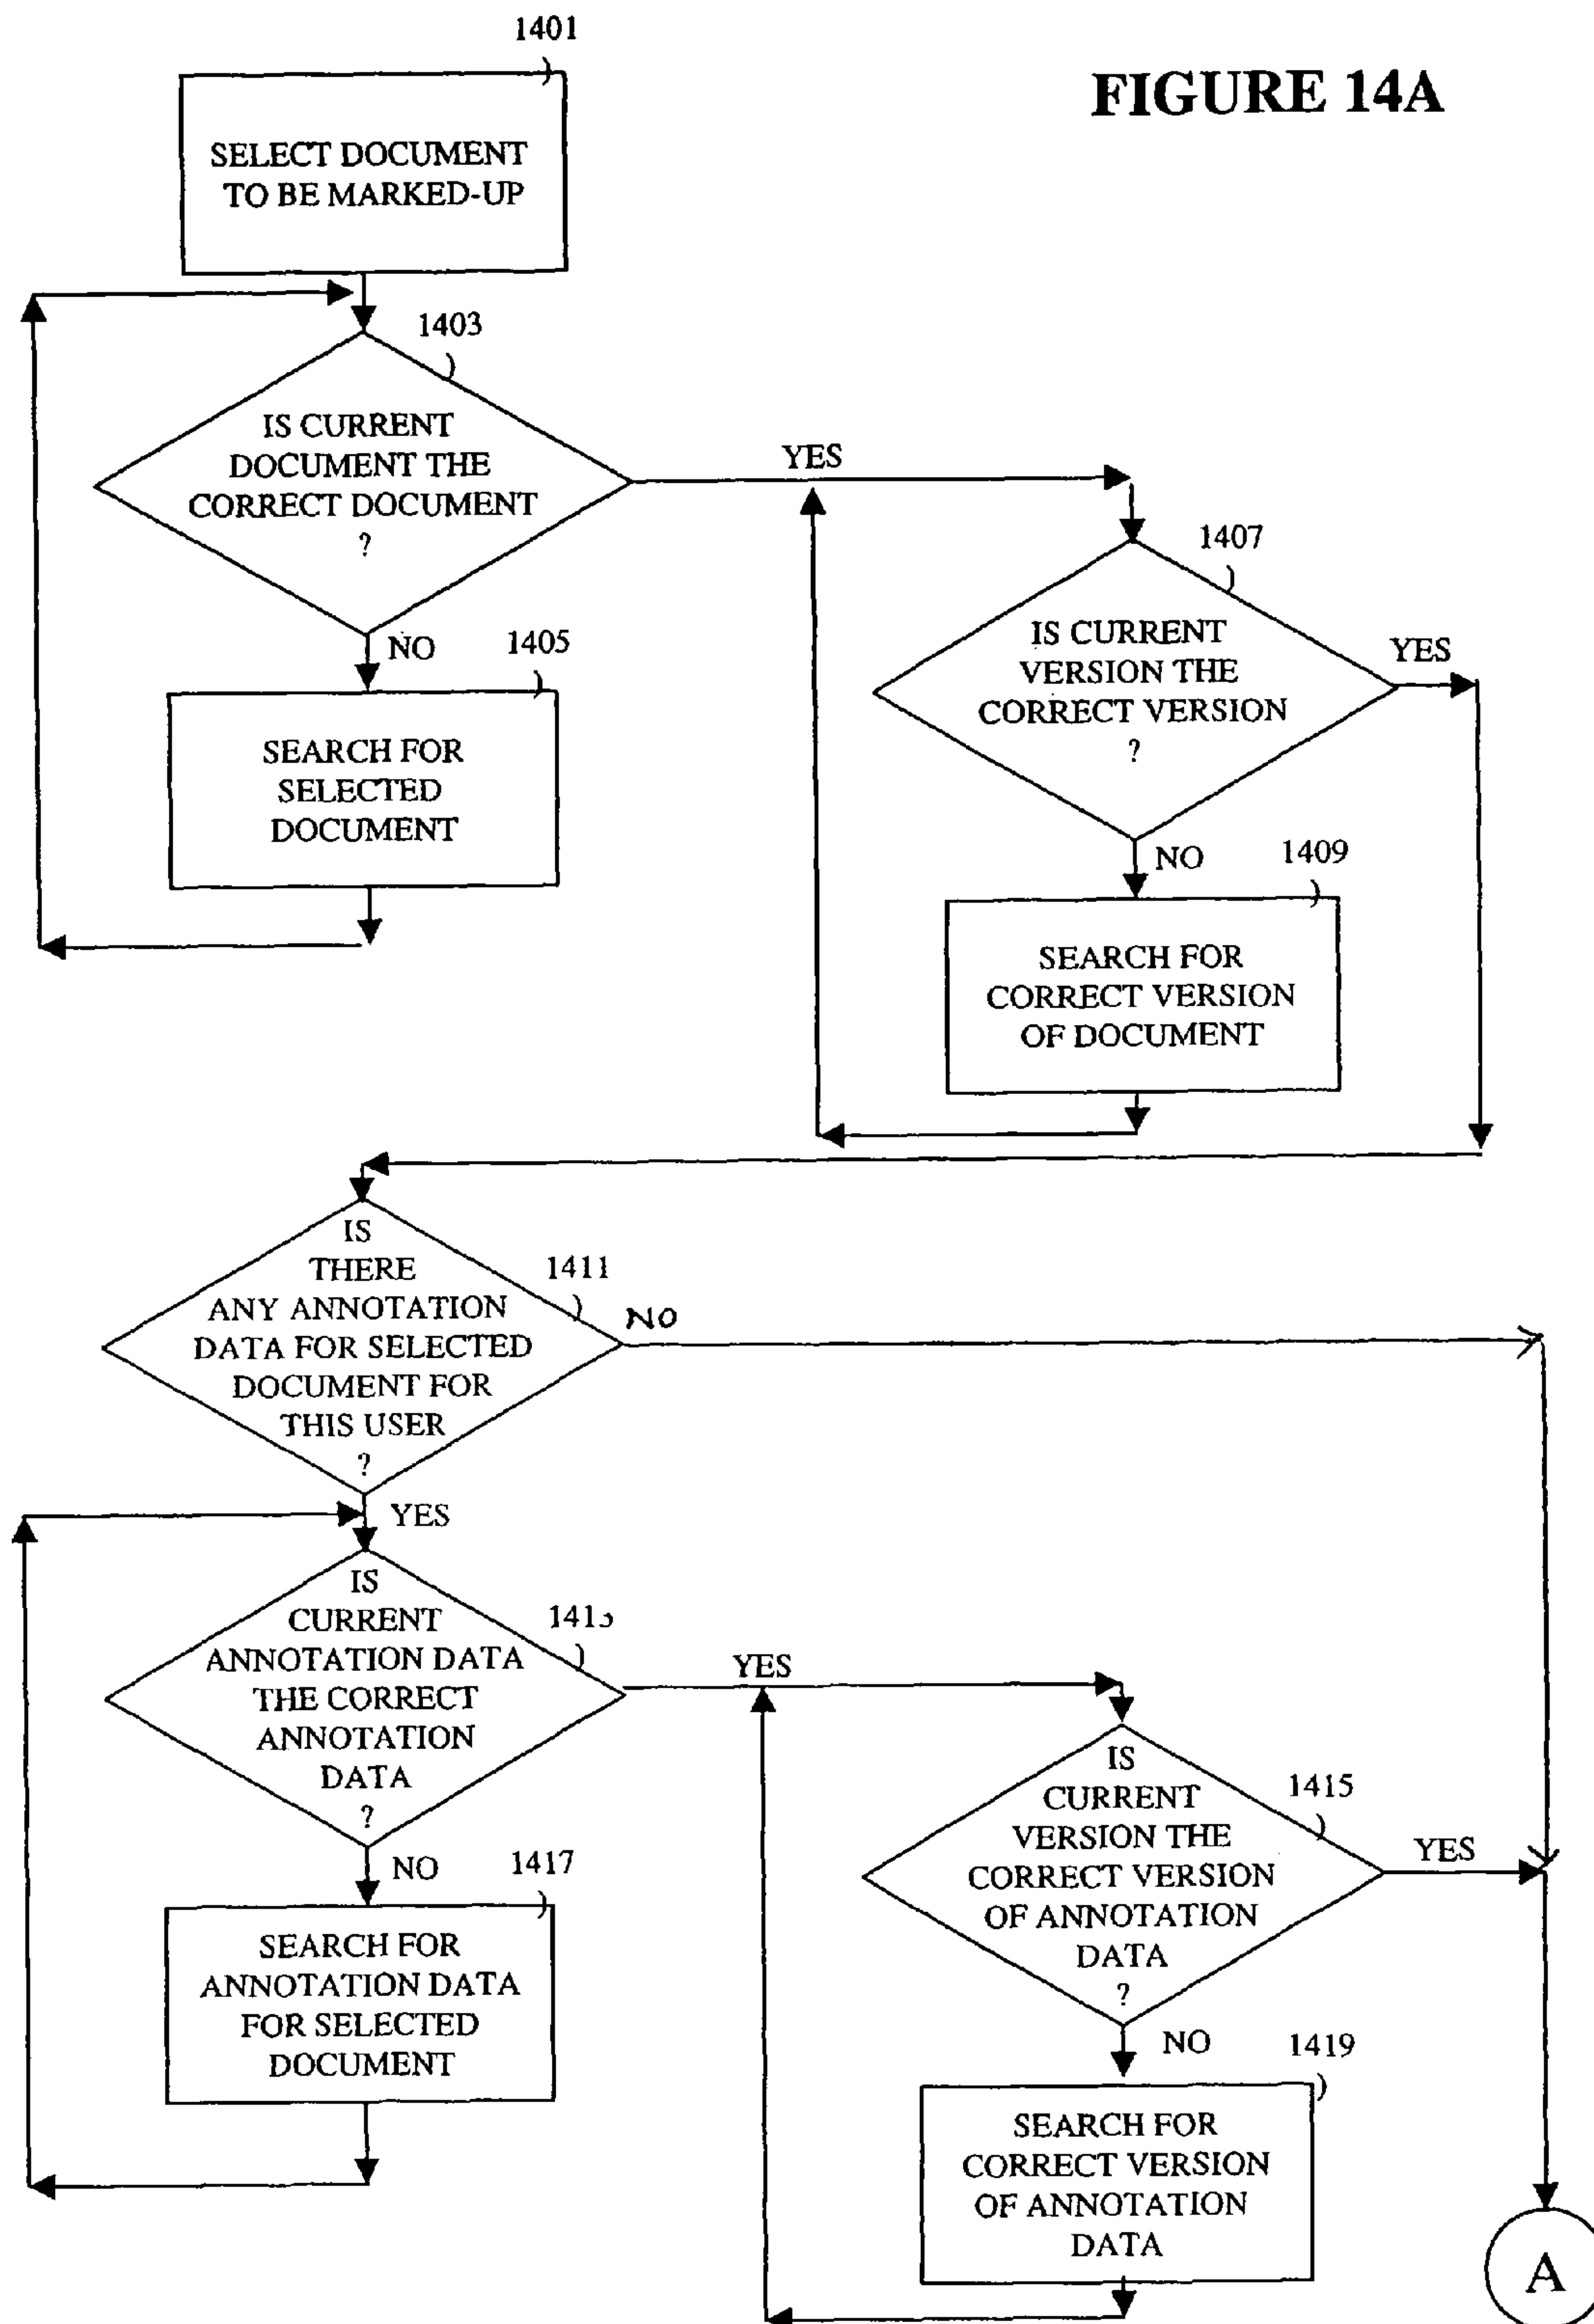 1401
FIGURE 14A
SELECT DOCUMENT
TO BE MARKED-UP
1403
IS CURRENT
DOCUMENT THE
CORRECT DOCUMENT
?
YES
NO
1405
SEARCH FOR
SELECTED
DOCUMENT
1407
IS CURRENT
VERSION THE
CORRECT VERSION
?
YES
NO
1409
SEARCH FOR
CORRECT VERSION
OF DOCUMENT
1411
IS
THERE
ANY ANNOTATION
DATA FOR SELECTED
DOCUMENT FOR
THIS USER
?
NO
YES
1413
IS
CURRENT
ANNOTATION DATA
THE CORRECT
ANNOTATION
DATA
?
YES
NO
1417
SEARCH FOR
ANNOTATION DATA
FOR SELECTED
DOCUMENT
1415
IS
CURRENT
VERSION THE
CORRECT VERSION
OF ANNOTATION
DATA
?
YES
NO
1419
SEARCH FOR
CORRECT VERSION
OF ANNOTATION
DATA
A